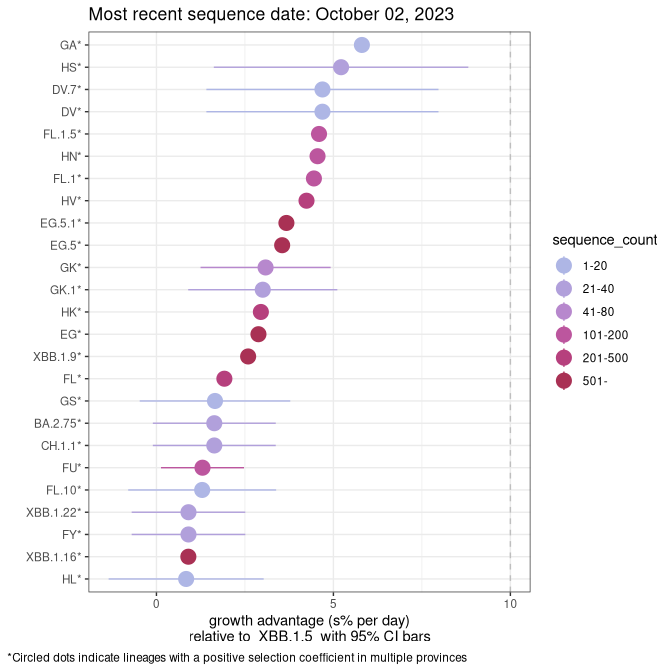 Most recent sequence date: October 02, 2023
GA*
HS*
DV.7*
DV*
FL.1.5*
HN*
FL.1*
HV*
EG.5.1*
EG.5*
GK*
GK.1*
HK*
EG*
XBB.1.9*
FL*
GS*
BA.2.75*
CH.1.1*
FU*
FL.10*
XBB.1.22*
FY*
XBB.1.16*
HL*
0 5 10
growth advantage (s% per day)
relative to XBB.1.5 with 95% CI bars
sequence_count
1-20
21-40
41-80
101-200
201-500
501-
*Circled dots indicate lineages with a positive selection coefficient in multiple provinces